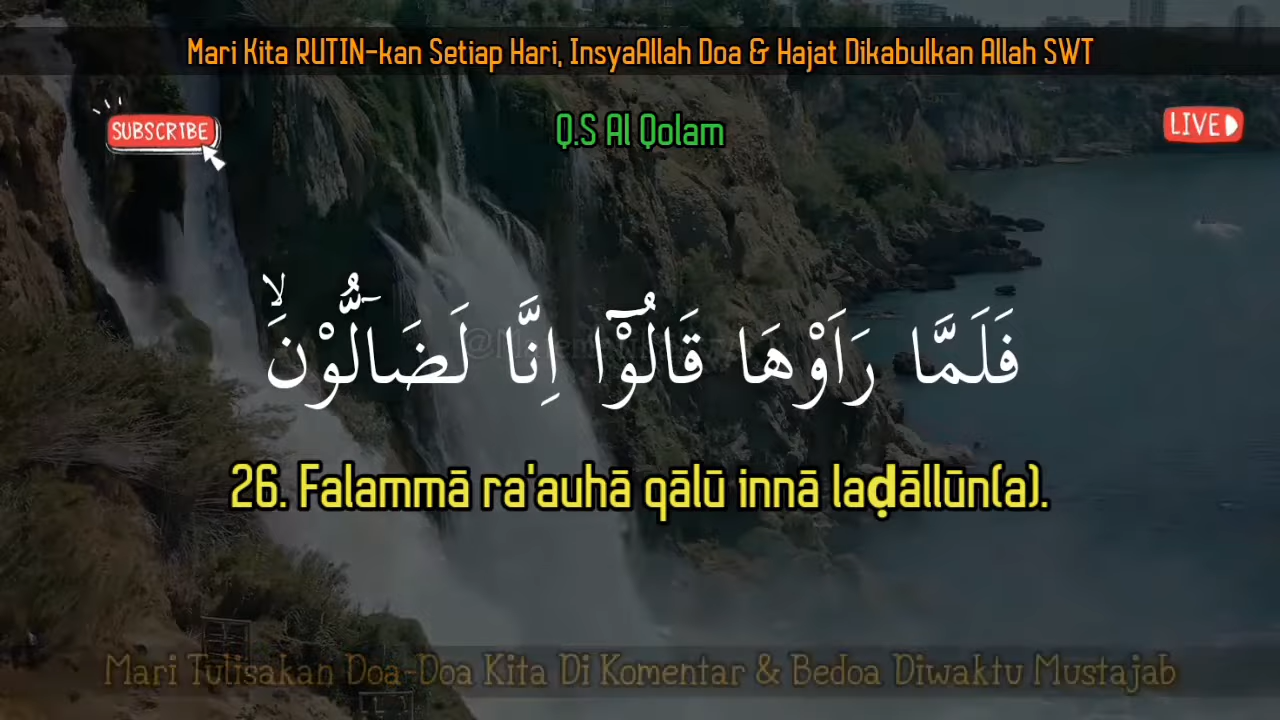 Mari Kita RUTIN-kan Setiap Hari, InsyaAllah Doa & Hajat Dikabulkan Allah SWT
SUBSCRIBE
Q.S Al Qolam
LIVE
فَلَمَّا رَاَوْهَا قَالُوْٓا اِنَّا لَضَاۤلُّوْنَۙ
26. Falammā ra'auhā qālū innā laḍāllūn(a).
Mari Tulisakan Doa-Doa Kita Di Komentar & Bedoa Diwaktu Mustajab